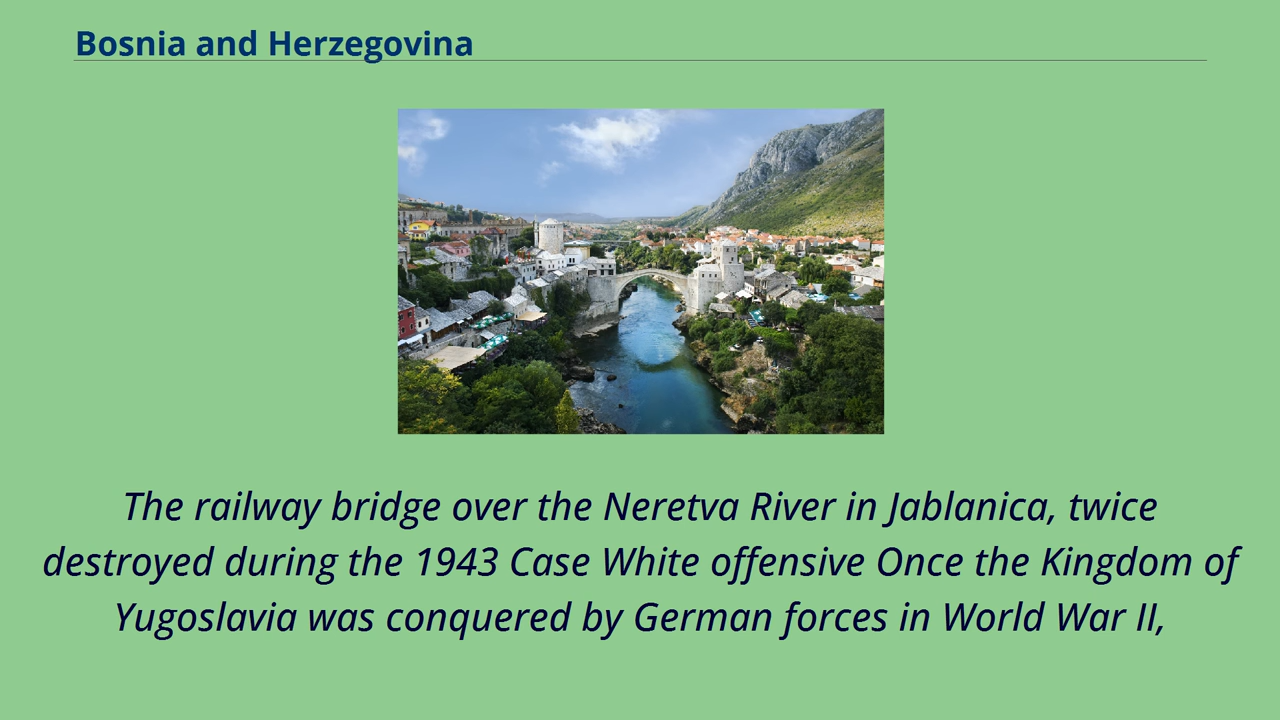 Bosnia and Herzegovina
The railway bridge over the Neretva River in Jablanica, twice
destroyed during the 1943 Case White offensive Once the Kingdom of
Yugoslavia was conquered by German forces in World War II,